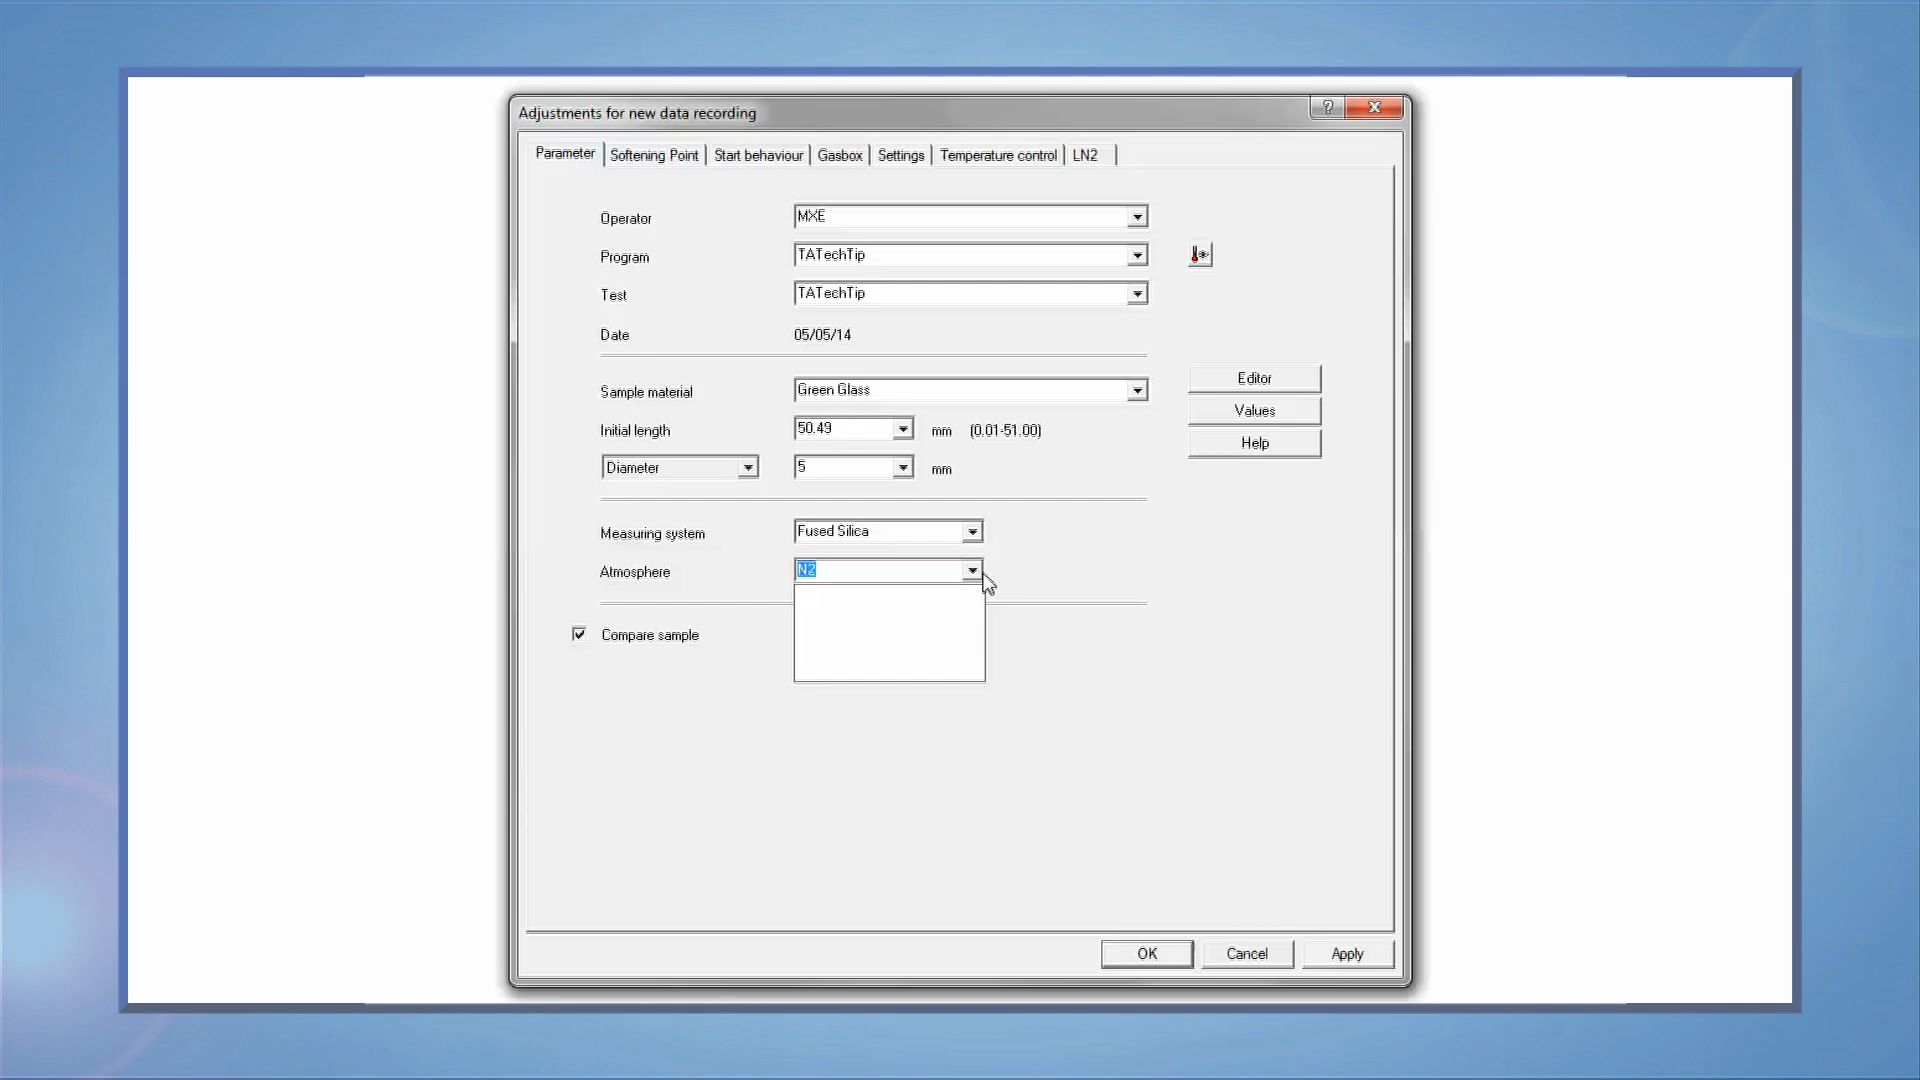 Adjustments for new data recording
Parameter Softening Point Start behaviour Gasbox Settings Temperature control LN2
Operator MXE
Program TATechTip
Test TATechTip
Date 05/05/14
Sample material Green Glass
Editor
Values
Initial length 50.49 mm (0.01-51.00)
Help
Diameter 5 mm
Measuring system Fused Silica
Atmosphere N2
Compare sample
OK Cancel Apply